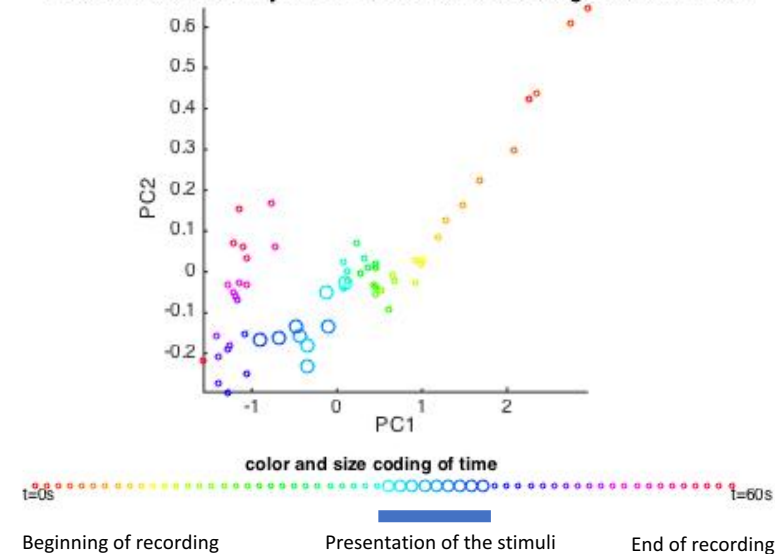 0.6
0.5
0.4
0.3
0.2
0.1
0
-0.1
-0.2
PC2
-1
0
1
2
PC1
color and size coding of time
t=0s
t=60s
Beginning of recording
Presentation of the stimuli
End of recording